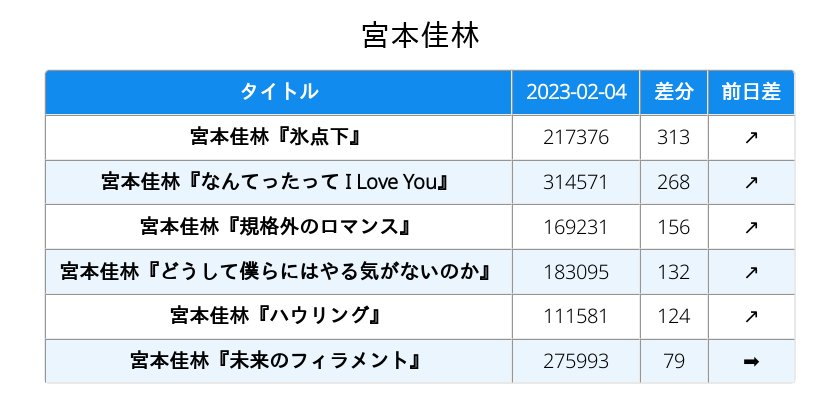 宮本佳林
タイトル 2023-02-04 差分 前日差
宮本佳林『氷点下』 217376 313 ↗
宮本佳林『なんてったって I Love You』 314571 268 ↗
宮本佳林『規格外のロマンス』 169231 156 ↗
宮本佳林『どうして僕らにはやる気がないのか』 183095 132 ↗
宮本佳林『ハウリング』 111581 124 ↗
宮本佳林『未来のフィラメント』 275993 79 ➡